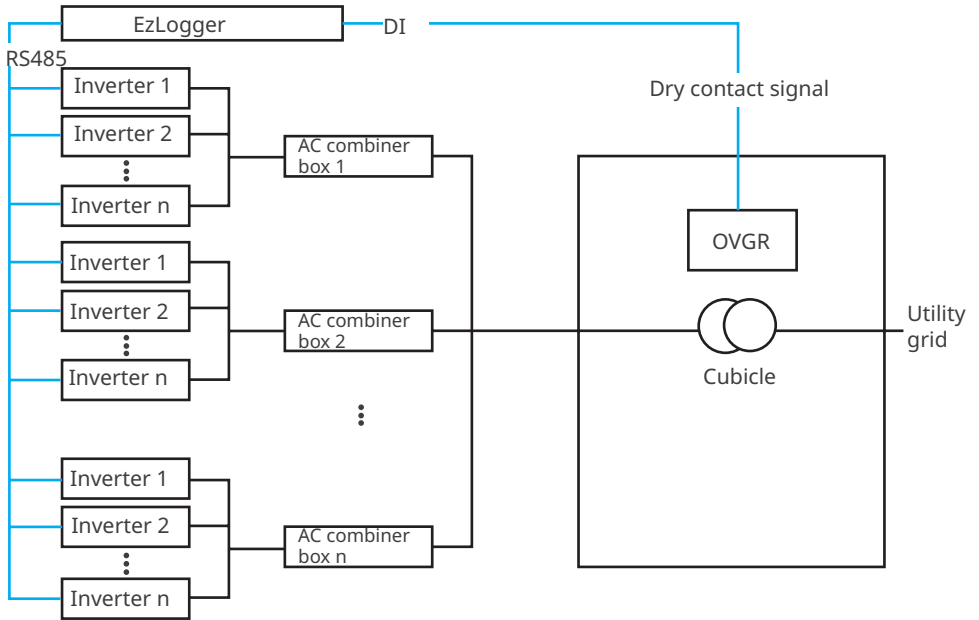 EzLogger
DI
RS485
Dry contact signal
Inverter 1
Inverter 2
Inverter n
AC combiner
box 1
OVGR
Inverter 1
Inverter 2
Inverter n
AC combiner
box 2
Cubicle
Utility
grid
Inverter 1
Inverter 2
Inverter n
AC combiner
box n